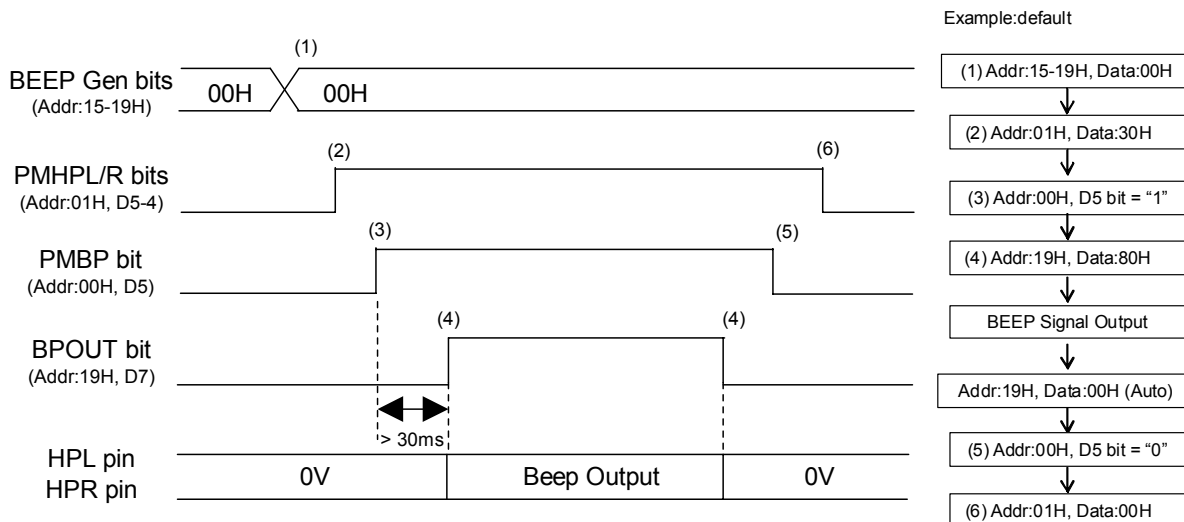 Example:default
(1)
BEEP Gen bits
(Addr:15-19H)
00H
00H
(2)
(6)
PMHPL/R bits
(Addr:01H, D5-4)
(3)
(5)
PMBP bit
(Addr:00H, D5)
(4)
(4)
BPOUT bit
(Addr:19H, D7)
> 30ms
HPL pin
HPR pin
0V
Beep Output
0V
(1) Addr:15-19H, Data:00H
(2) Addr:01H, Data:30H
(3) Addr:00H, D5 bit = “1”
(4) Addr:19H, Data:80H
BEEP Signal Output
Addr:19H, Data:00H (Auto)
(5) Addr:00H, D5 bit = “0”
(6) Addr:01H, Data:00H